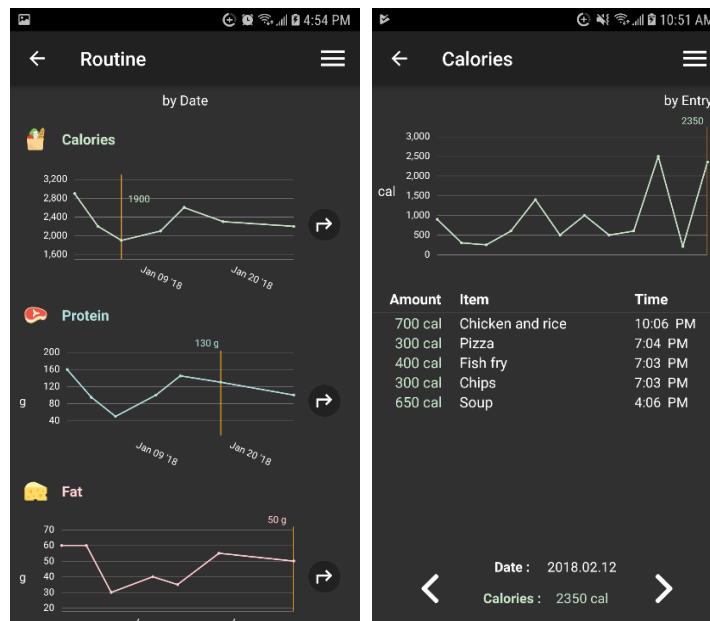 4:54 PM
Routine
by Date
Calories
3,200
2,800
2,400
2,000
1,600
1900
Jan 09 '18
Jan 20 '18
Protein
130 g
200
160
120
80
40
g
Jan 09 '18
Jan 20 '18
Fat
50 g
70
60
50
40
30
20
g
10:51 AM
Calories
by Entry
2350
3,000
2,500
2,000
1,500
1,000
500
0
cal
Amount Item Time
700 cal Chicken and rice 10:06 PM
300 cal Pizza 7:04 PM
400 cal Fish fry 7:03 PM
300 cal Chips 7:03 PM
650 cal Soup 4:06 PM
Date : 2018.02.12
Calories : 2350 cal